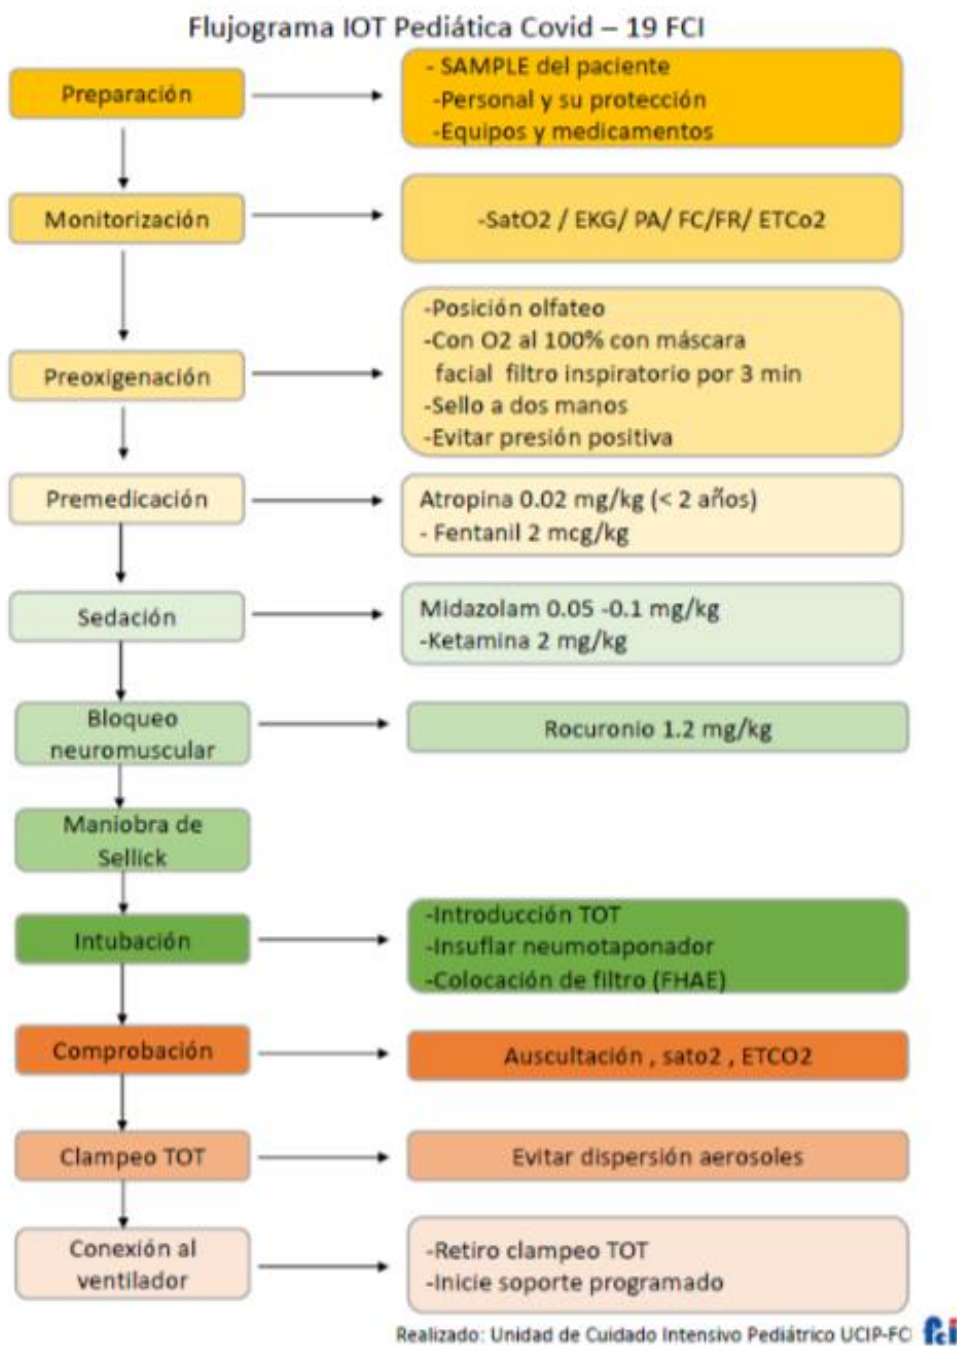 Flujograma IOT Pediática Covid – 19 FCI
Preparación
- SAMPLE del paciente
-Personal y su protección
-Equipos y medicamentos
Monitorización
-SatO2 / EKG/ PA/ FC/FR/ ETCo2
Preoxigenación
-Posición olfateo
-Con O2 al 100% con máscara
facial filtro inspiratorio por 3 min
-Sello a dos manos
-Evitar presión positiva
Premedicación
Atropina 0.02 mg/kg (< 2 años)
- Fentanil 2 mcg/kg
Sedación
Midazolam 0.05 -0.1 mg/kg
-Ketamina 2 mg/kg
Bloqueo
neuromuscular
Rocuronio 1.2 mg/kg
Maniobra de
Sellick
Intubación
-Introducción TOT
-Insuflar neumotaponador
-Colocación de filtro (FHAE)
Comprobación
Auscultación , sato2 , ETCO2
Clampeo TOT
Evitar dispersión aerosoles
Conexión al
ventilador
-Retiro clampeo TOT
-Inicie soporte programado
Realizado: Unidad de Cuidado Intensivo Pediátrico UCIP-FCI
fci